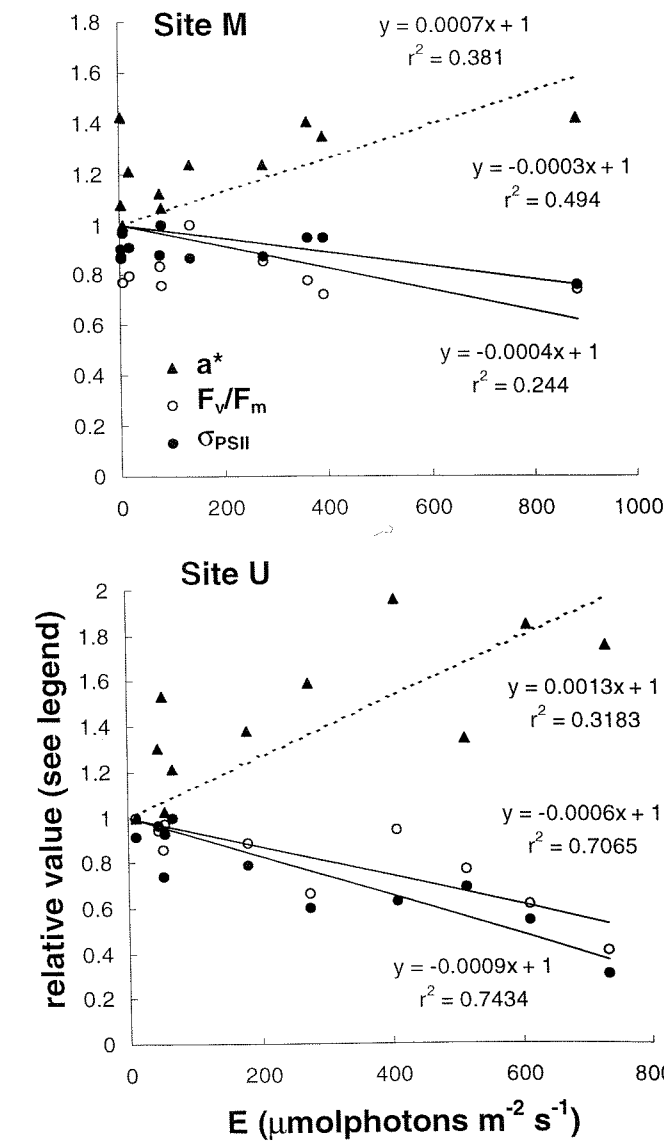 Site M
1.8
1.6
1.4
1.2
1
0.8
0.6
0.4
0.2
0
y = 0.0007x + 1
r² = 0.381
y = -0.0003x + 1
r² = 0.494
y = -0.0004x + 1
r² = 0.244
a*
Fᵥ/Fₘ
σPSII
0 200 400 600 800 1000
Site U
relative value (see legend)
2
1.8
1.6
1.4
1.2
1
0.8
0.6
0.4
0.2
0
y = 0.0013x + 1
r² = 0.3183
y = -0.0006x + 1
r² = 0.7065
y = -0.0009x + 1
r² = 0.7434
0 200 400 600
E (μmolphotons m⁻² s⁻¹)